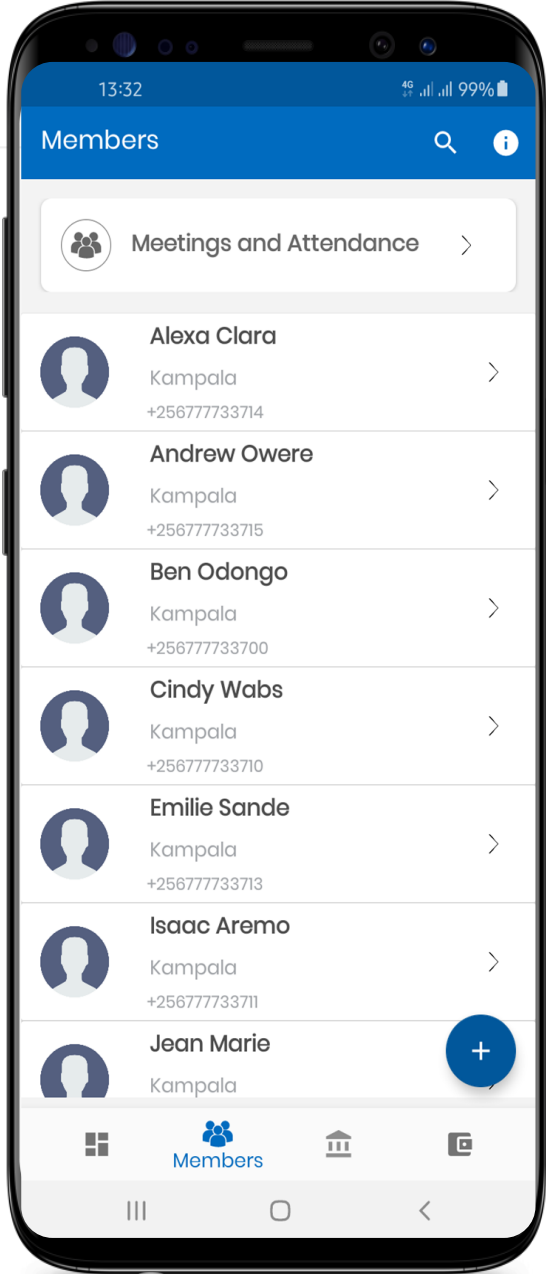 13:32
4G 99%
Members
Meetings and Attendance
Alexa Clara
Kampala
+256777733714
Andrew Owere
Kampala
+256777733715
Ben Odongo
Kampala
+256777733700
Cindy Wabs
Kampala
+256777733710
Emilie Sande
Kampala
+256777733713
Isaac Aremo
Kampala
+256777733711
Jean Marie
Kampala
Members